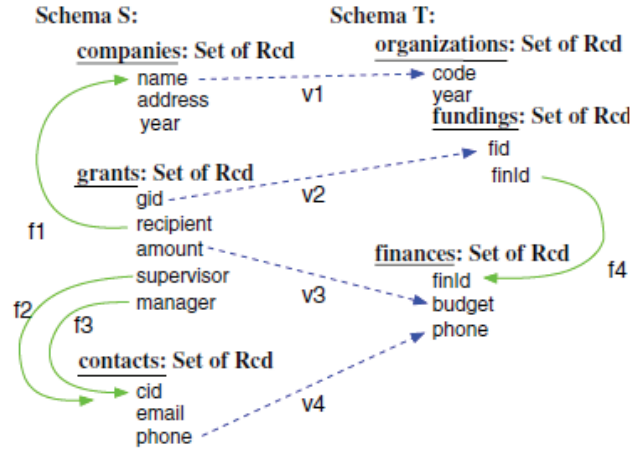 Schema S:
Schema T:
companies: Set of Rcd
name
address
year
organizations: Set of Rcd
code
year
fundings: Set of Rcd
fid
finId
grants: Set of Rcd
gid
recipient
amount
supervisor
manager
finances: Set of Rcd
finId
budget
phone
contacts: Set of Rcd
cid
email
phone
v1
v2
v3
v4
f1
f2
f3
f4